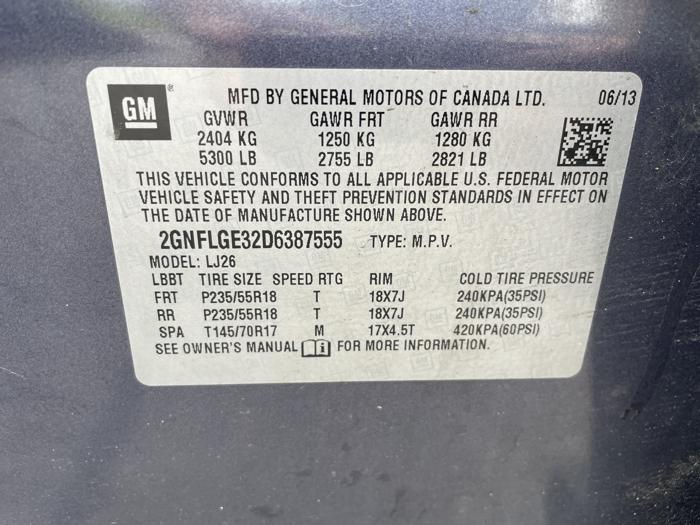 GM ® MFD BY GENERAL MOTORS OF CANADA LTD. 06/13
GVWR GAWR FRT GAWR RR
2404 KG 1250 KG 1280 KG
5300 LB 2755 LB 2821 LB
THIS VEHICLE CONFORMS TO ALL APPLICABLE U.S. FEDERAL MOTOR
VEHICLE SAFETY AND THEFT PREVENTION STANDARDS IN EFFECT ON
THE DATE OF MANUFACTURE SHOWN ABOVE.
2GNFLGE32D6387555 TYPE: M.P.V.
MODEL: LJ26
LBBT TIRE SIZE SPEED RTG RIM COLD TIRE PRESSURE
FRT P235/55R18 T 18X7J 240KPA(35PSI)
RR P235/55R18 T 18X7J 240KPA(35PSI)
SPA T145/70R17 M 17X4.5T 420KPA(60PSI)
SEE OWNER'S MANUAL FOR MORE INFORMATION.